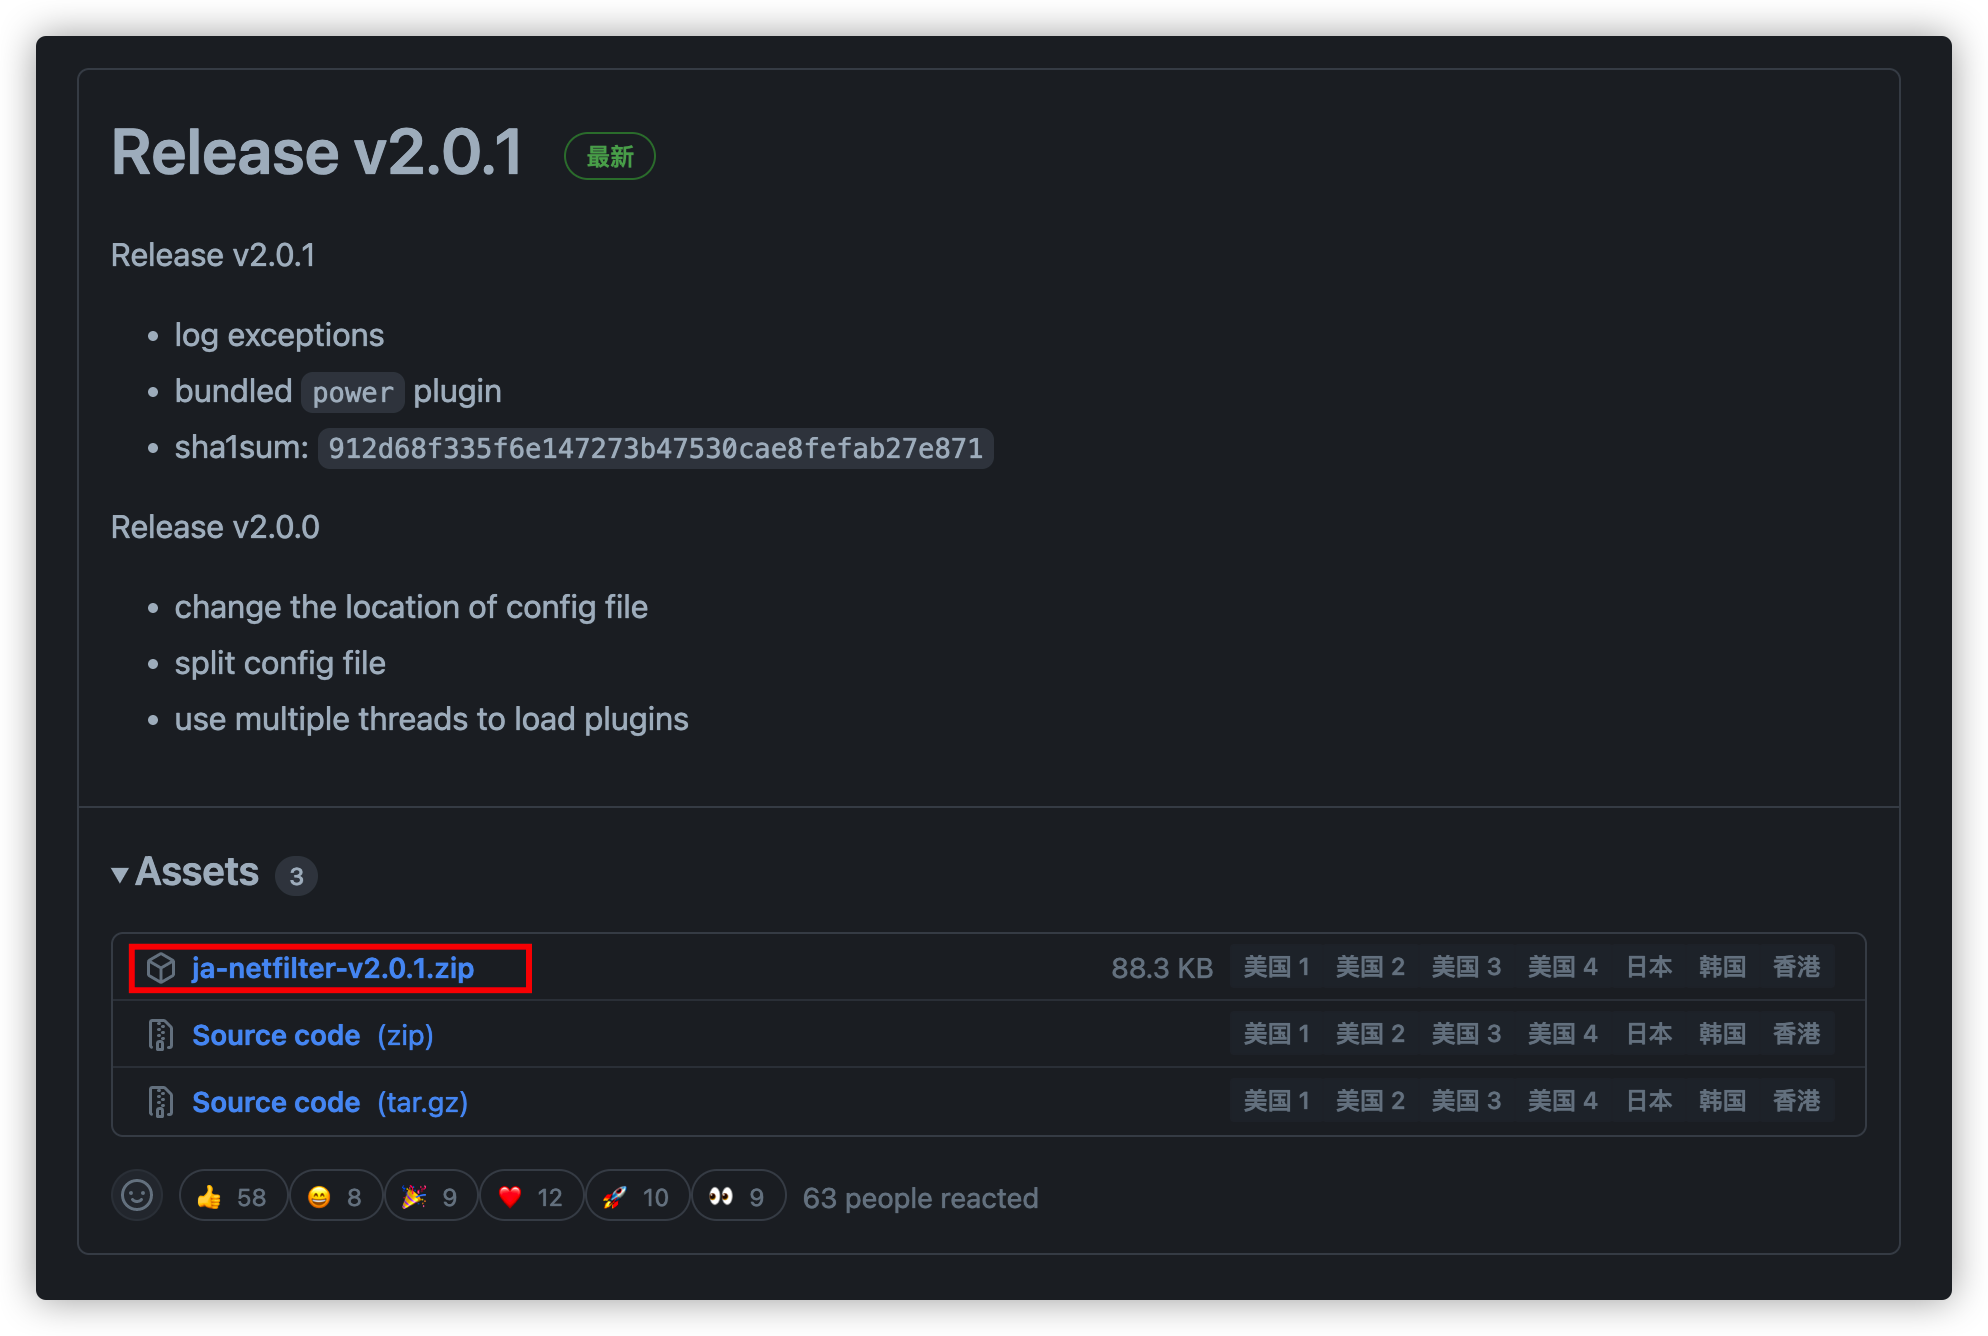 Release v2.0.1 最新
Release v2.0.1
log exceptions
bundled power plugin
sha1sum: 912d68f335f6e147273b47530cae8fefab27e871
Release v2.0.0
change the location of config file
split config file
use multiple threads to load plugins
Assets 3
ja-netfilter-v2.0.1.zip 88.3 KB 美国 1 美国 2 美国 3 美国 4 日本 韩国 香港
Source code (zip) 美国 1 美国 2 美国 3 美国 4 日本 韩国 香港
Source code (tar.gz) 美国 1 美国 2 美国 3 美国 4 日本 韩国 香港
👍 58 😄 8 🎉 9 ❤️ 12 🚀 10 👀 9 63 people reacted